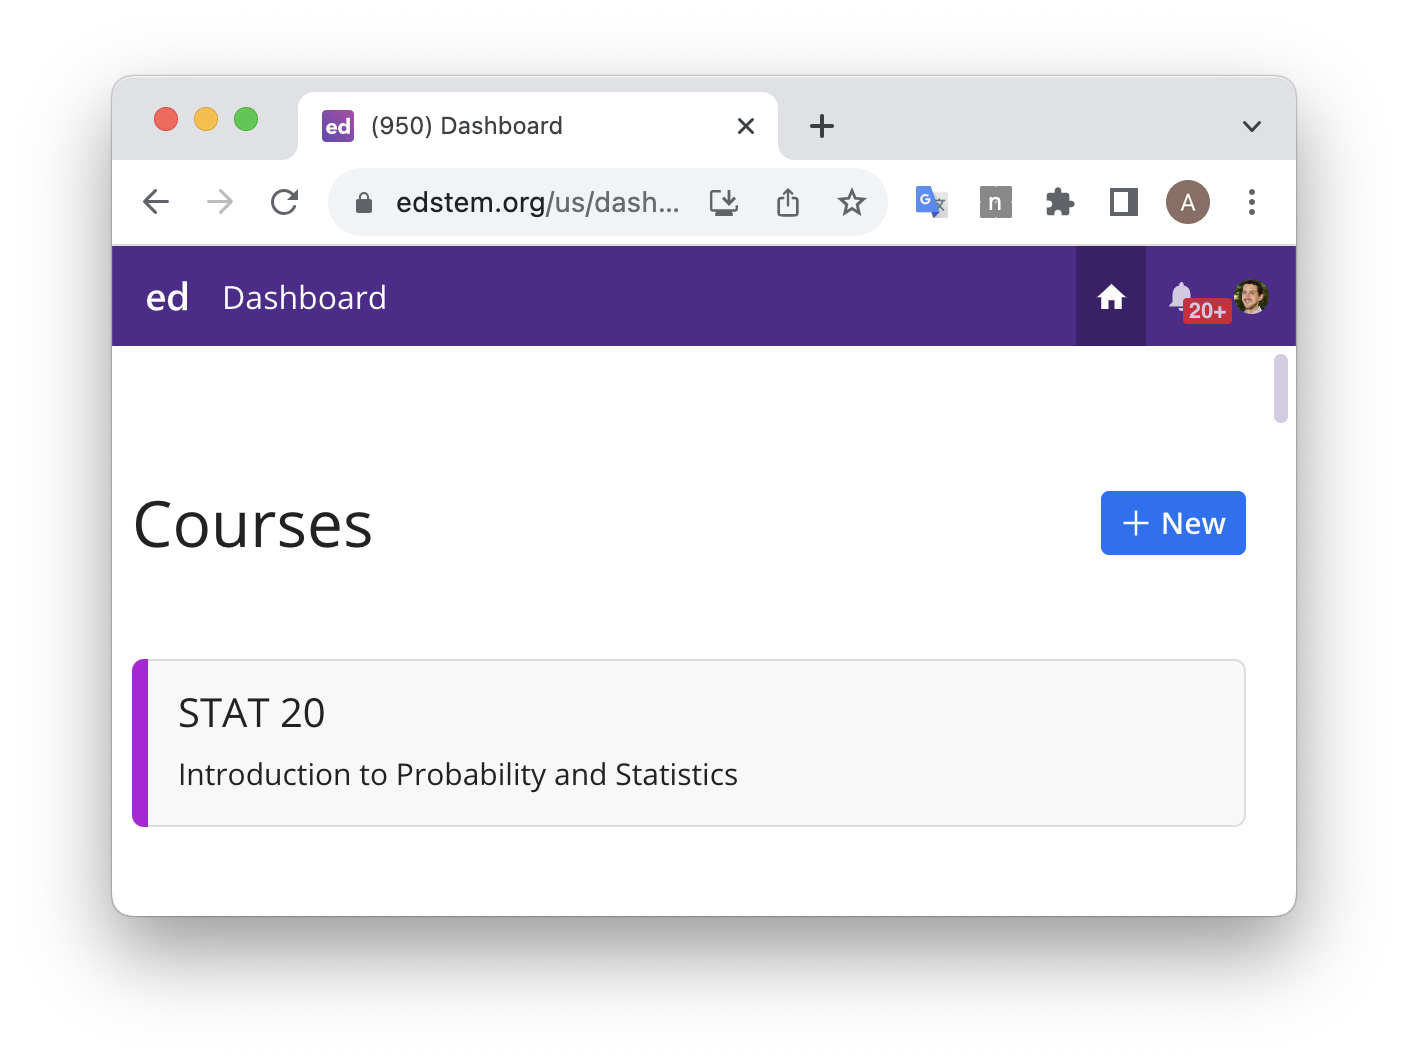 ed (950) Dashboard
edstem.org/us/dash...
G 文 n A
ed Dashboard 20+
Courses
+ New
STAT 20
Introduction to Probability and Statistics